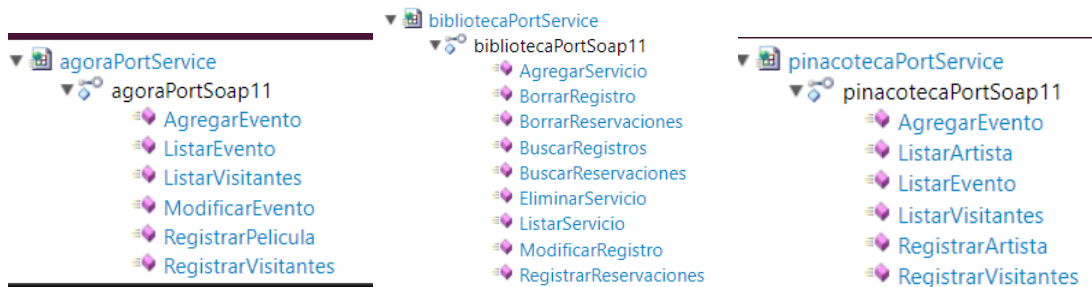 agoraPortService
agoraPortSoap11
AgregarEvento
ListarEvento
ListarVisitantes
ModificarEvento
RegistrarPelicula
RegistrarVisitantes
bibliotecaPortService
bibliotecaPortSoap11
AgregarServicio
BorrarRegistro
BorrarReservaciones
BuscarRegistros
BuscarReservaciones
EliminarServicio
ListarServicio
ModificarRegistro
RegistrarReservaciones
pinacotecaPortService
pinacotecaPortSoap11
AgregarEvento
ListarArtista
ListarEvento
ListarVisitantes
RegistrarArtista
RegistrarVisitantes